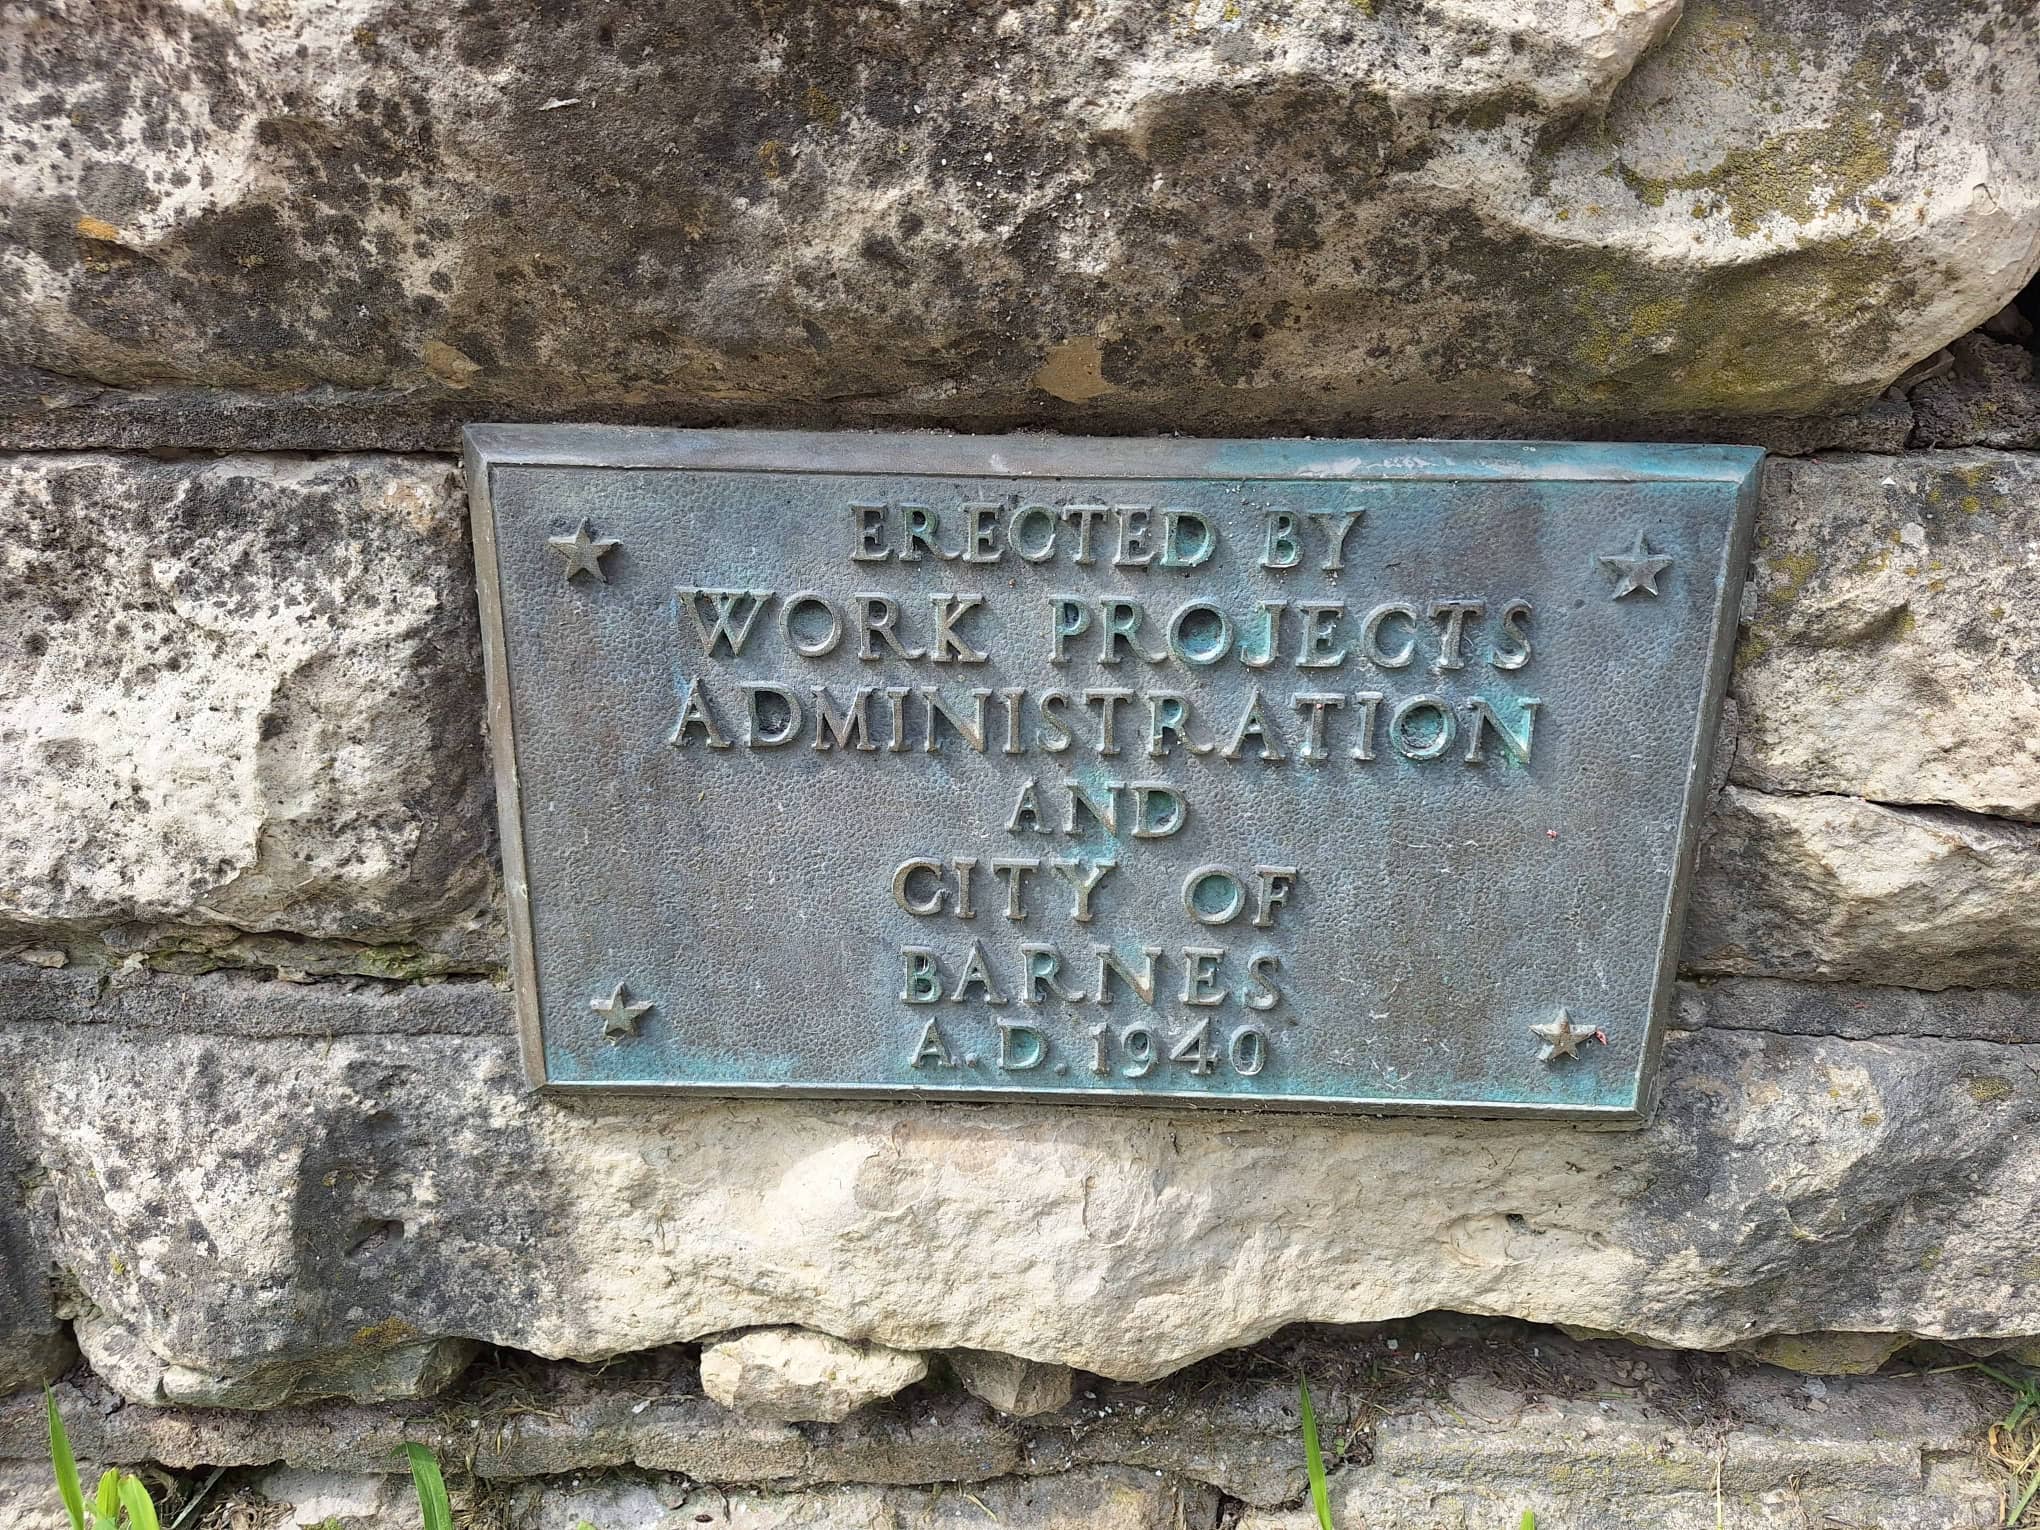 ERECTED BY
WORK PROJECTS
ADMINISTRATION
AND
CITY OF
BARNES
A.D. 1940